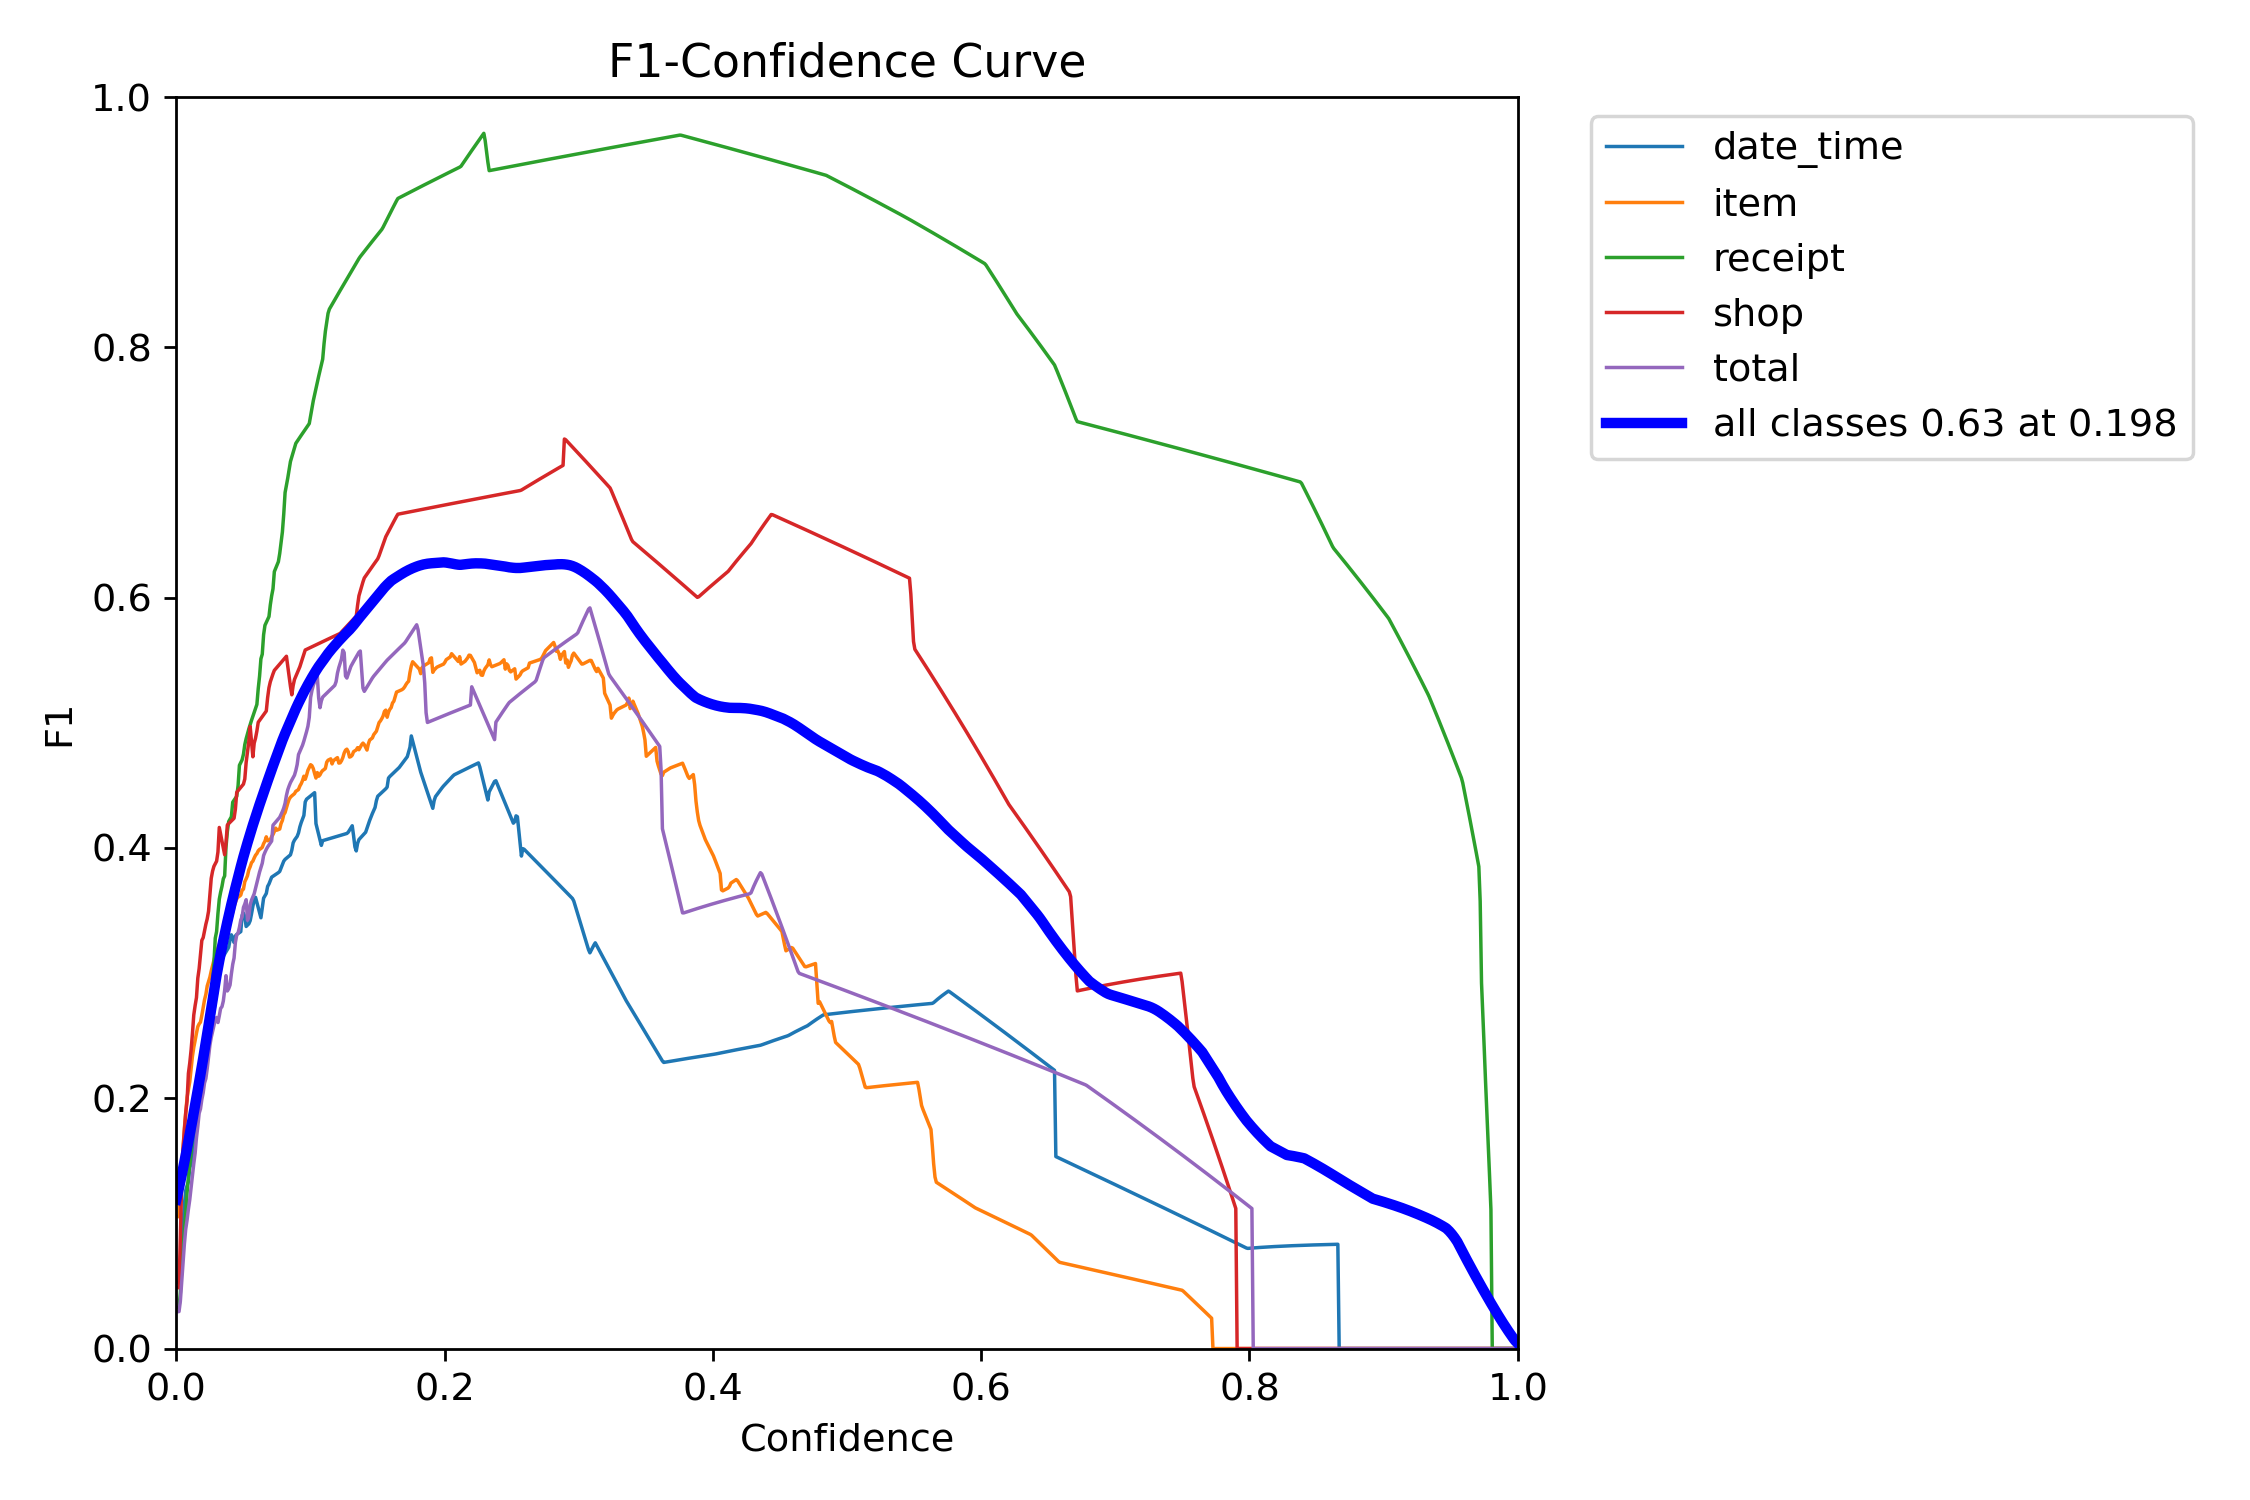 F1-Confidence Curve
1.0
0.8
0.6
0.4
0.2
0.0
F1
0.0 0.2 0.4 0.6 0.8 1.0
Confidence
date_time
item
receipt
shop
total
all classes 0.63 at 0.198